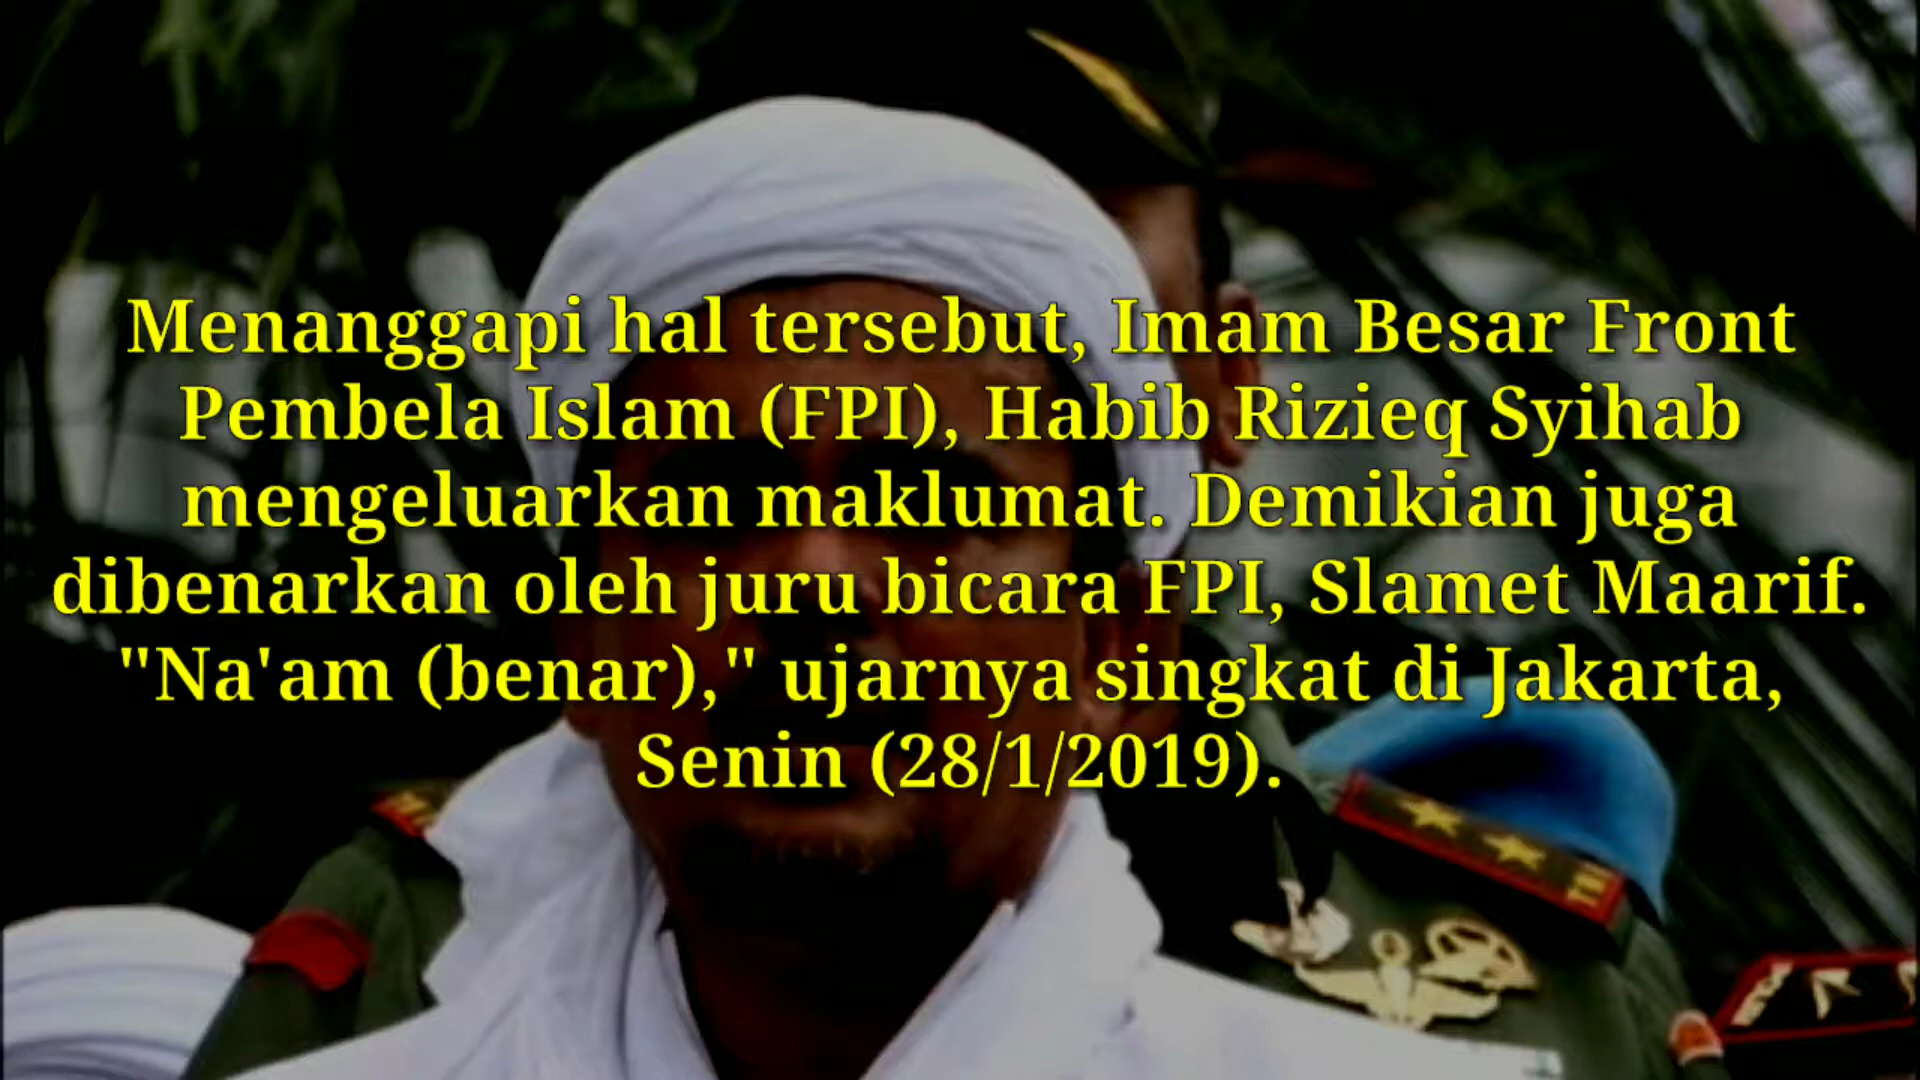 Menanggapi hal tersebut, Imam Besar Front
Pembela Islam (FPI), Habib Rizieq Syihab
mengeluarkan maklumat. Demikian juga
dibenarkan oleh juru bicara FPI, Slamet Maarif.
"Na'am (benar)," ujarnya singkat di Jakarta,
Senin (28/1/2019).